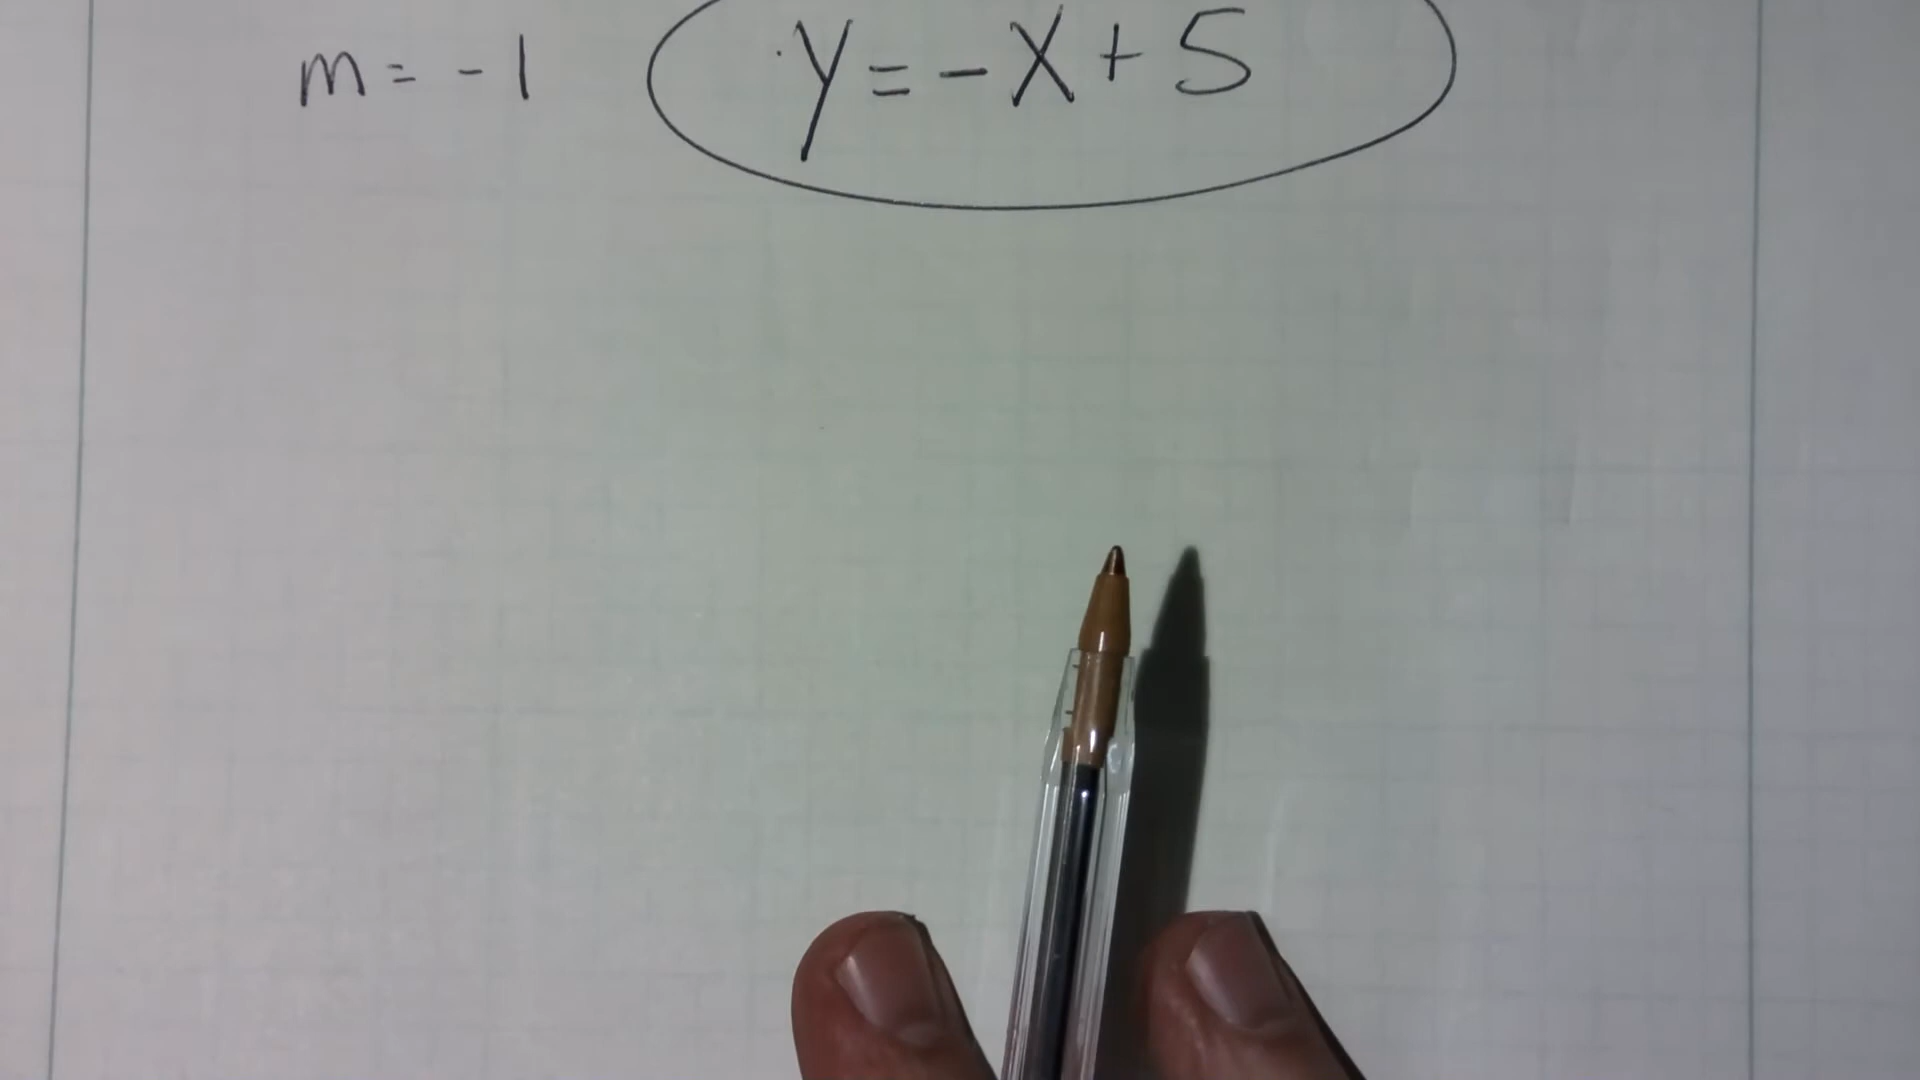 m = -1 y = -x + 5